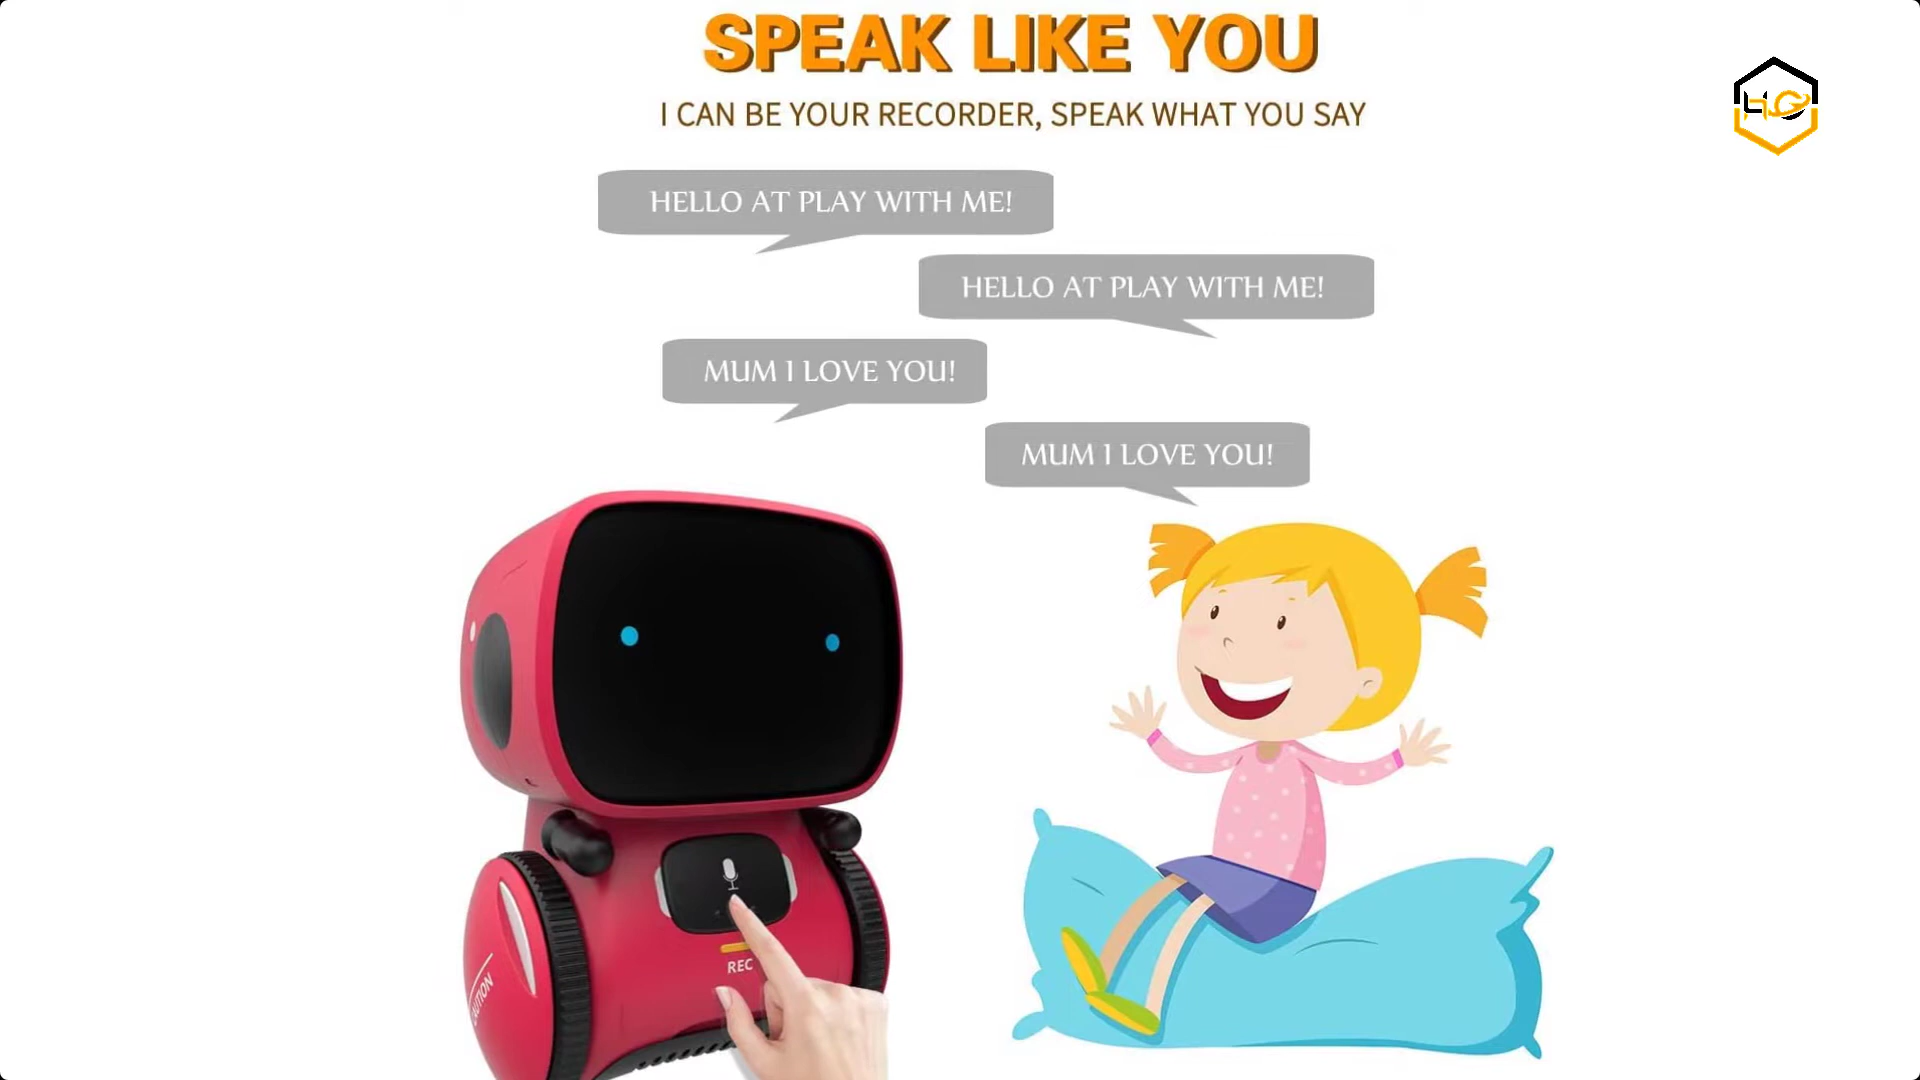 SPEAK LIKE YOU
I CAN BE YOUR RECORDER, SPEAK WHAT YOU SAY
HELLO AT PLAY WITH ME!
HELLO AT PLAY WITH ME!
MUM I LOVE YOU!
MUM I LOVE YOU!
REC